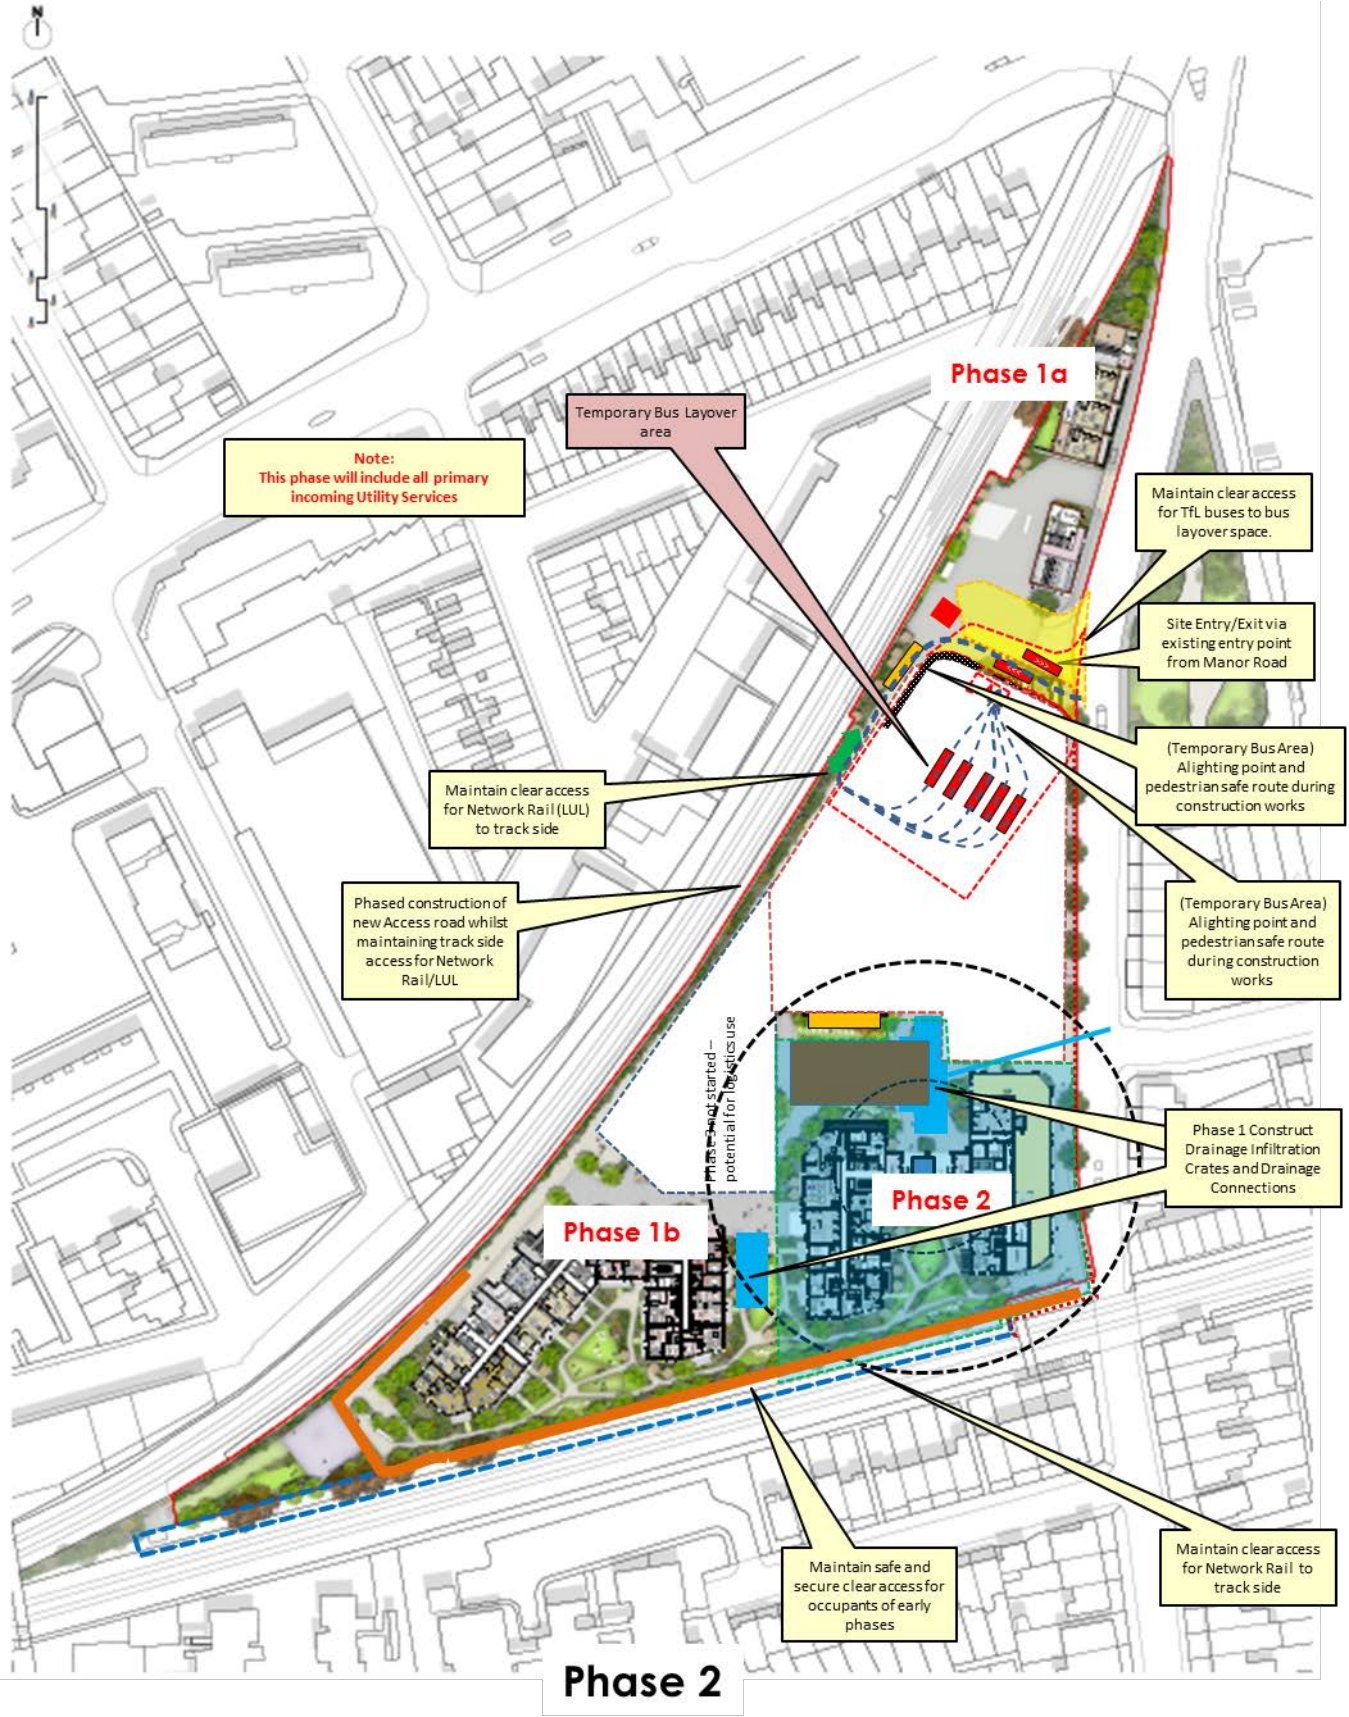 N
Phase 1a
Temporary Bus Layover
area
Note:
This phase will include all primary
incoming Utility Services
Maintain clear access
for TfL buses to bus
layover space.
Site Entry/Exit via
existing entry point
from Manor Road
(Temporary Bus Area)
Alighting point and
pedestrian safe route during
construction works
Maintain clear access
for Network Rail (LUL)
to track side
Phased construction of
new Access road whilst
maintaining track side
access for Network
Rail/LUL
(Temporary Bus Area)
Alighting point and
pedestrian safe route
during construction
works
Phase 3 not started –
potential for logistics use
Phase 1 Construct
Drainage Infiltration
Crates and Drainage
Connections
Phase 2
Phase 1b
Maintain clear access
for Network Rail to
track side
Maintain safe and
secure clear access for
occupants of early
phases
Phase 2